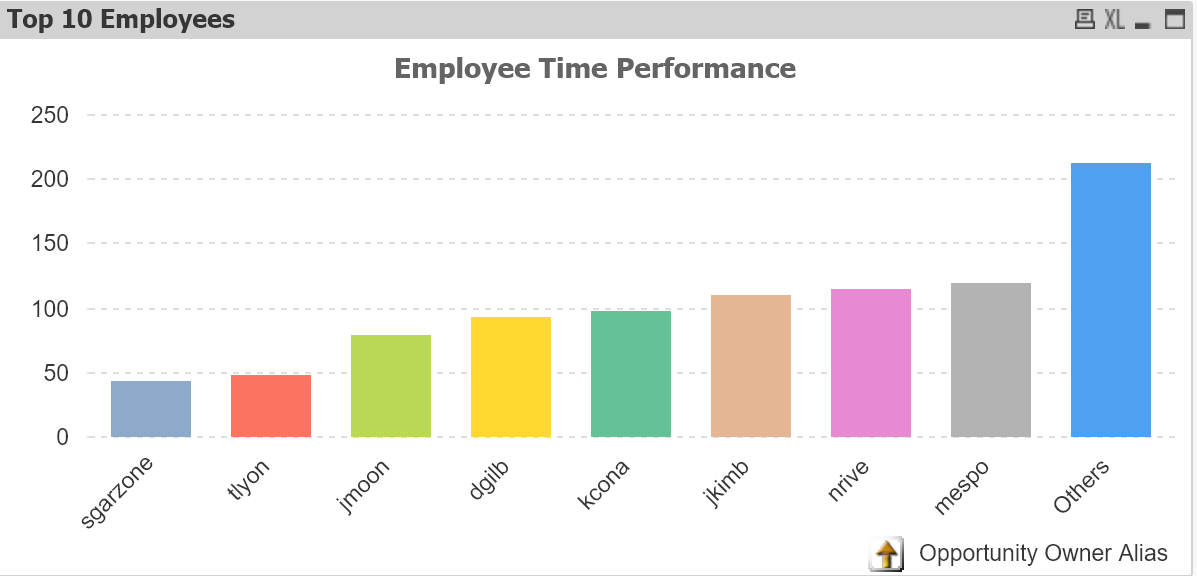 Top 10 Employees
XL
Employee Time Performance
250
200
150
100
50
0
sgarzone
tlyon
jmoon
dgilb
kcona
jkimb
nrive
mespo
Others
Opportunity Owner Alias